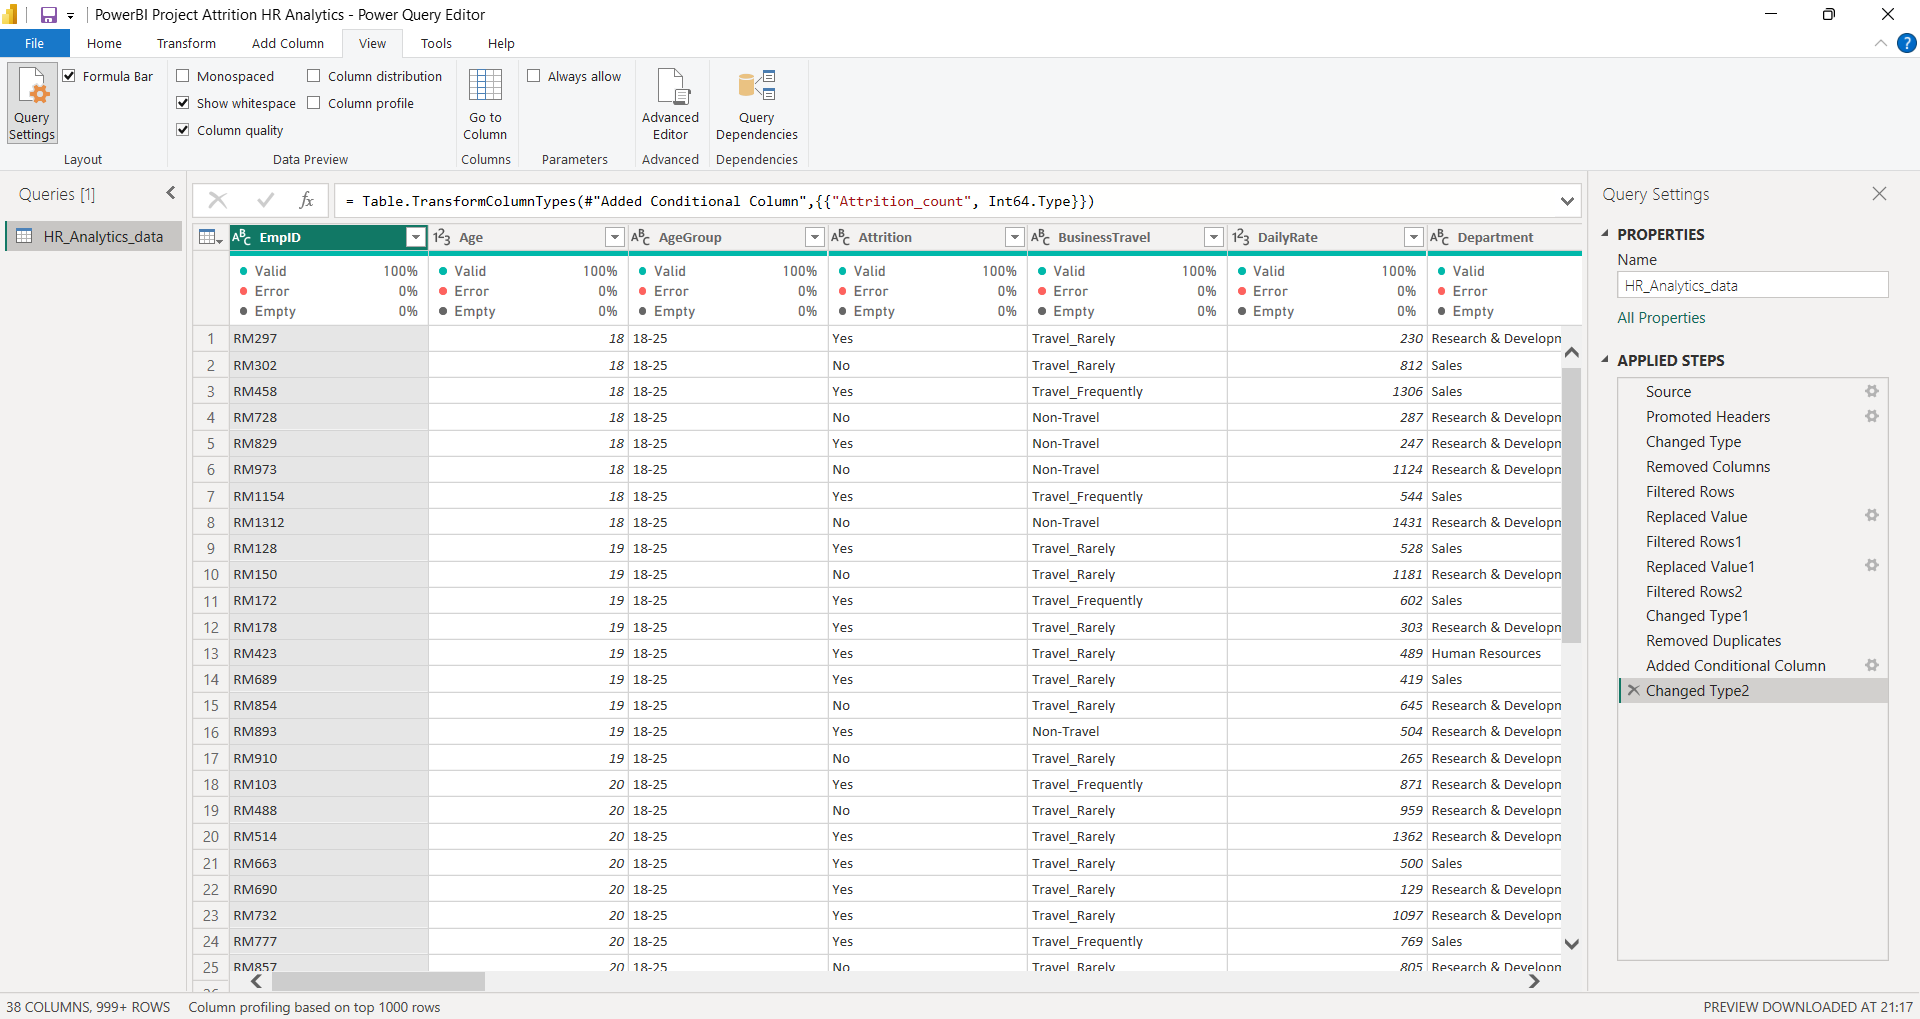 PowerBI Project Attrition HR Analytics - Power Query Editor
File Home Transform Add Column View Tools Help
Query Settings
Formula Bar
Layout
Monospaced
Show whitespace
Column quality
Column distribution
Column profile
Data Preview
Go to Column
Columns
Always allow
Parameters
Advanced Editor
Advanced
Query Dependencies
Dependencies
Queries [1]
HR_Analytics_data
fx = Table.TransformColumnTypes(#"Added Conditional Column",{{"Attrition_count", Int64.Type}})
EmpID Age AgeGroup Attrition BusinessTravel DailyRate Department
Valid 100% Valid 100% Valid 100% Valid 100% Valid 100% Valid 100% Valid
Error 0% Error 0% Error 0% Error 0% Error 0% Error 0% Error
Empty 0% Empty 0% Empty 0% Empty 0% Empty 0% Empty 0% Empty
1 RM297 18 18-25 Yes Travel_Rarely 230 Research & Developm
2 RM302 18 18-25 No Travel_Rarely 812 Sales
3 RM458 18 18-25 Yes Travel_Frequently 1306 Sales
4 RM728 18 18-25 No Non-Travel 287 Research & Developm
5 RM829 18 18-25 Yes Non-Travel 247 Research & Developm
6 RM973 18 18-25 No Non-Travel 1124 Research & Developm
7 RM1154 18 18-25 Yes Travel_Frequently 544 Sales
8 RM1312 18 18-25 No Non-Travel 1431 Research & Developm
9 RM128 19 18-25 Yes Travel_Rarely 528 Sales
10 RM150 19 18-25 No Travel_Rarely 1181 Research & Developm
11 RM172 19 18-25 Yes Travel_Frequently 602 Sales
12 RM178 19 18-25 Yes Travel_Rarely 303 Research & Developm
13 RM423 19 18-25 Yes Travel_Rarely 489 Human Resources
14 RM689 19 18-25 Yes Travel_Rarely 419 Sales
15 RM854 19 18-25 No Travel_Rarely 645 Research & Developm
16 RM893 19 18-25 Yes Non-Travel 504 Research & Developm
17 RM910 19 18-25 No Travel_Rarely 265 Research & Developm
18 RM103 20 18-25 Yes Travel_Frequently 871 Research & Developm
19 RM488 20 18-25 No Travel_Rarely 959 Research & Developm
20 RM514 20 18-25 Yes Travel_Rarely 1362 Research & Developm
21 RM663 20 18-25 Yes Travel_Rarely 500 Sales
22 RM690 20 18-25 Yes Travel_Rarely 129 Research & Developm
23 RM732 20 18-25 Yes Travel_Rarely 1097 Research & Developm
24 RM777 20 18-25 Yes Travel_Frequently 769 Sales
25 RM857 20 18-25 No Travel_Rarely 805 Research & Developm
Query Settings
PROPERTIES
Name
HR_Analytics_data
All Properties
APPLIED STEPS
Source
Promoted Headers
Changed Type
Removed Columns
Filtered Rows
Replaced Value
Filtered Rows1
Replaced Value1
Filtered Rows2
Changed Type1
Removed Duplicates
Added Conditional Column
Changed Type2
38 COLUMNS, 999+ ROWS Column profiling based on top 1000 rows PREVIEW DOWNLOADED AT 21:17